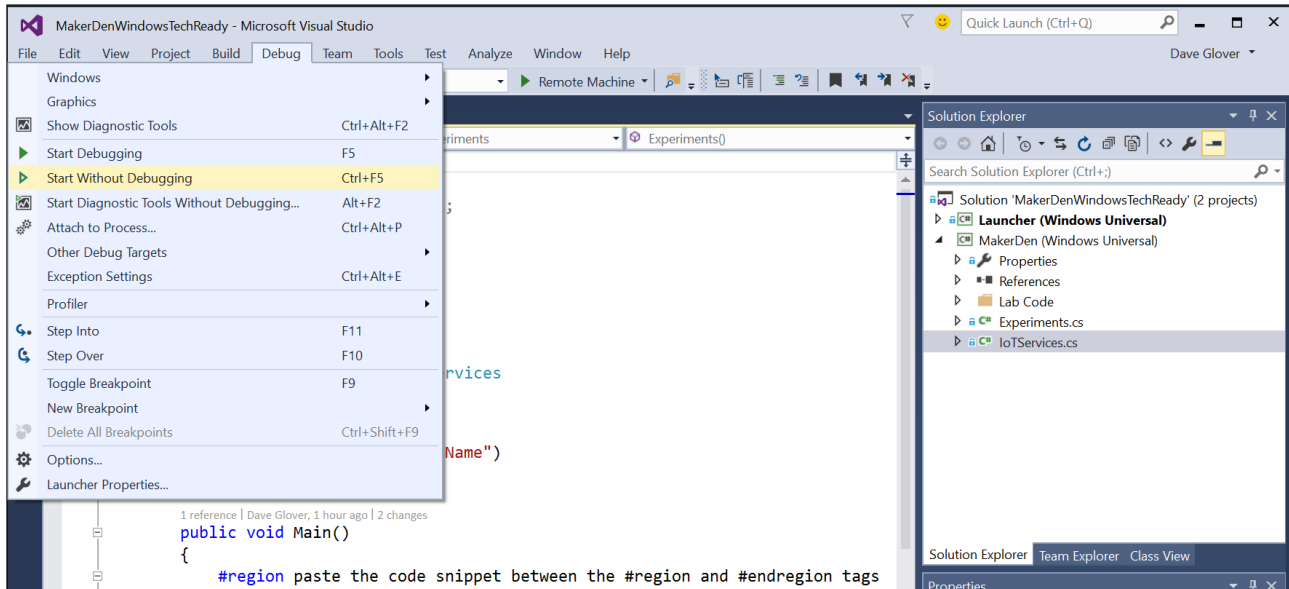 MakerDenWindowsTechReady - Microsoft Visual Studio
Quick Launch (Ctrl+Q)
File Edit View Project Build Debug Team Tools Test Analyze Window Help
Dave Glover
Remote Machine
Windows
Graphics
Show Diagnostic Tools Ctrl+Alt+F2
Start Debugging F5
Start Without Debugging Ctrl+F5
Start Diagnostic Tools Without Debugging... Alt+F2
Attach to Process... Ctrl+Alt+P
Other Debug Targets
Exception Settings Ctrl+Alt+E
Profiler
Step Into F11
Step Over F10
Toggle Breakpoint F9
New Breakpoint
Delete All Breakpoints Ctrl+Shift+F9
Options...
Launcher Properties...
eriments
Experiments()
;
rvices
Name")
1 reference | Dave Glover, 1 hour ago | 2 changes
public void Main()
{
#region paste the code snippet between the #region and #endregion tags
Solution Explorer
Search Solution Explorer (Ctrl+;)
Solution 'MakerDenWindowsTechReady' (2 projects)
C# Launcher (Windows Universal)
C# MakerDen (Windows Universal)
Properties
References
Lab Code
C# Experiments.cs
C# IoTServices.cs
Solution Explorer Team Explorer Class View
Properties